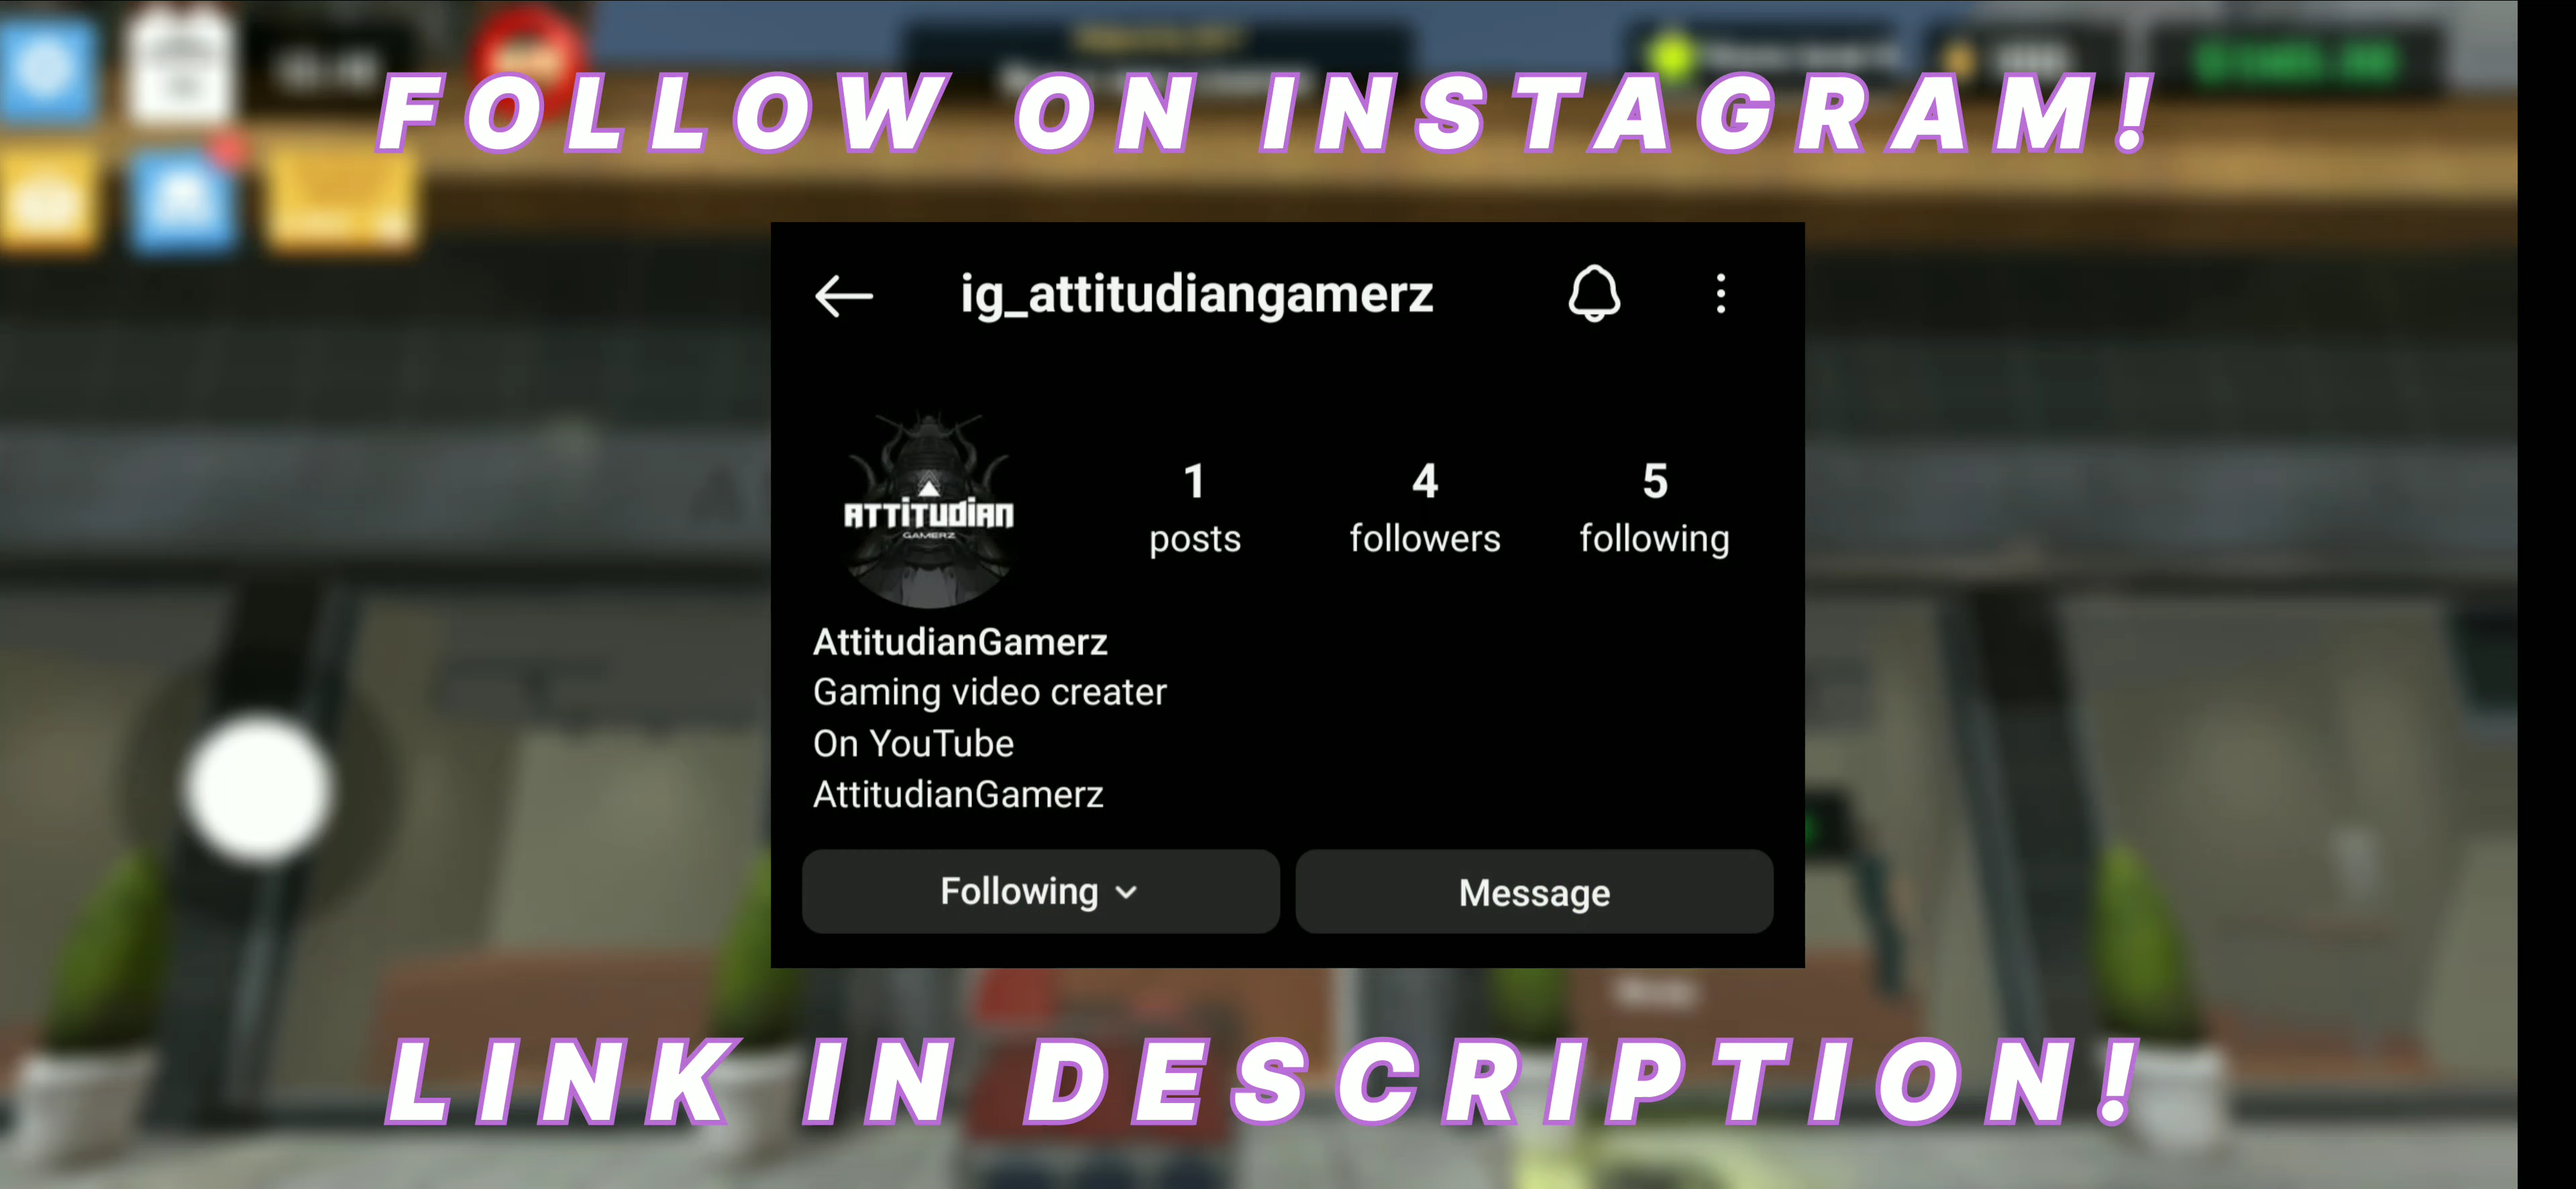 FOLLOW ON INSTAGRAM!
ig_attitudiangamerz
ATTiTUdiAN
GAMERZ
1
posts
4
followers
5
following
AttitudianGamerz
Gaming video creater
On YouTube
AttitudianGamerz
Following
Message
LINK IN DESCRIPTION!